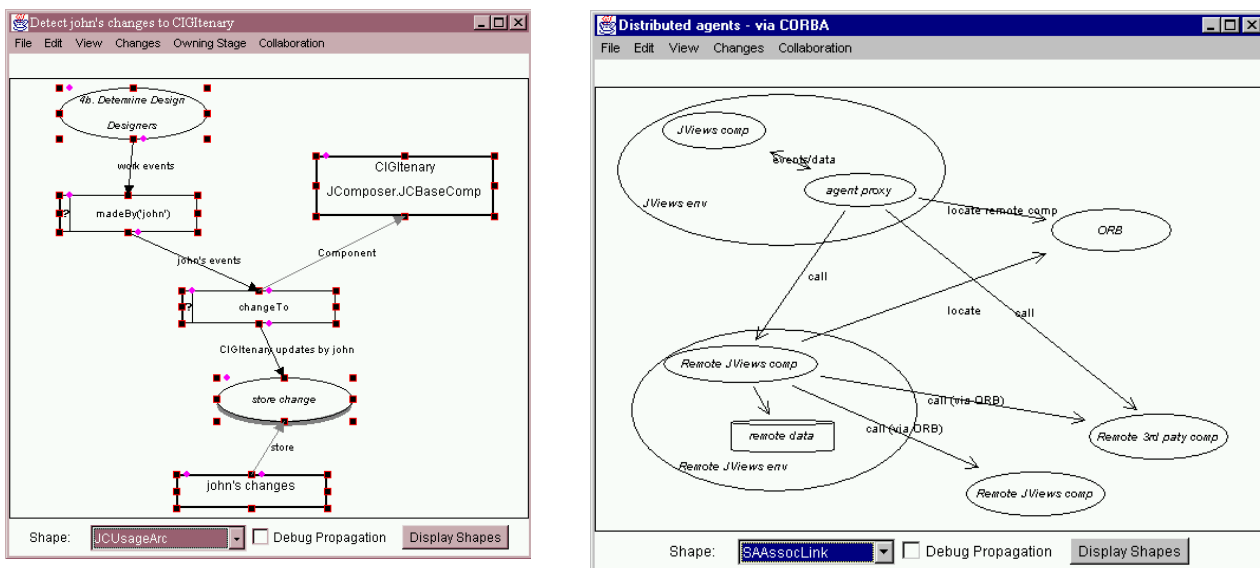 Detect john's changes to CIGItenary
File Edit View Changes Owning Stage Collaboration
4b. Determine Design
Designers
work events
CIGItenary
JComposer.JCBaseComp
? madeBy('john')
john's events
Component
? changeTo
CIGItenary updates by john
store change
store
john's changes
Shape: JCUsageArc Debug Propagation Display Shapes
Distributed agents - via CORBA
File Edit View Changes Collaboration
JViews comp
events/data
agent proxy
JViews env
locate remote comp
ORB
call
locate
call
Remote JViews comp
call (via ORB)
call (via ORB)
remote data
Remote 3rd paty comp
Remote JViews env
Remote JViews comp
Shape: SAAssocLink Debug Propagation Display Shapes